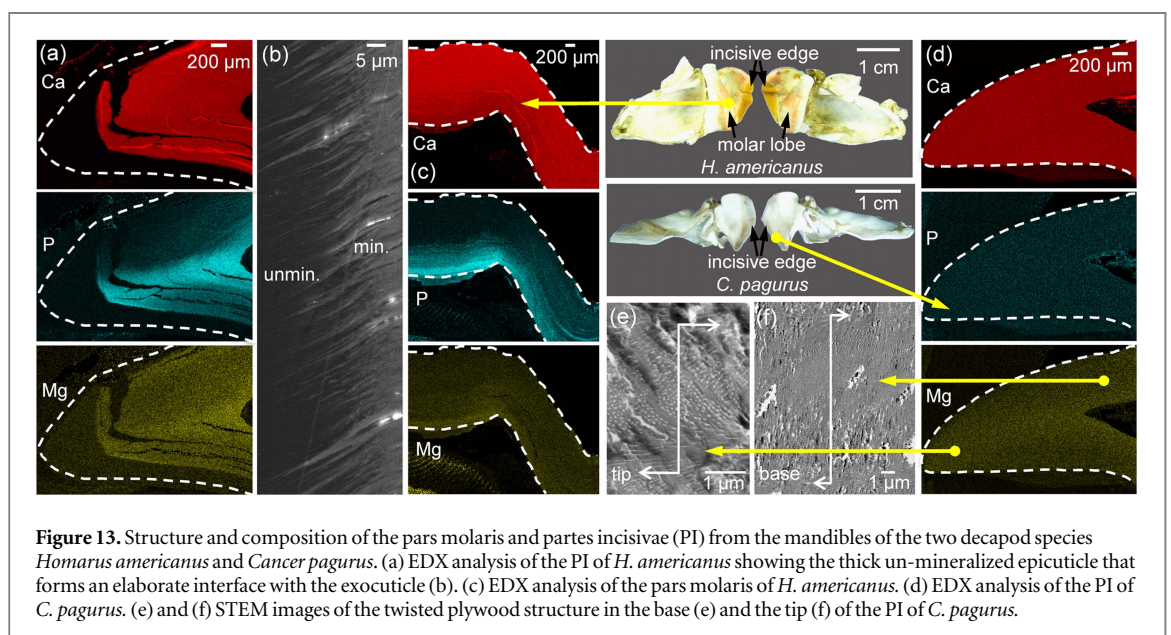 (a)
200 µm
Ca
P
Mg
(b)
5 µm
unmin.
min.
200 µm
Ca
(c)
P
Mg
incisive edge
1 cm
molar lobe
H. americanus
1 cm
incisive edge
C. pagurus
(e)
tip
1 µm
(f)
base
1 µm
(d)
200 µm
Ca
P
Mg
Figure 13. Structure and composition of the pars molaris and partes incisivae (PI) from the mandibles of the two decapod species
Homarus americanus and Cancer pagurus. (a) EDX analysis of the PI of H. americanus showing the thick un-mineralized epicuticle that
forms an elaborate interface with the exocuticle (b). (c) EDX analysis of the pars molaris of H. americanus. (d) EDX analysis of the PI of
C. pagurus. (e) and (f) STEM images of the twisted plywood structure in the base (e) and the tip (f) of the PI of C. pagurus.